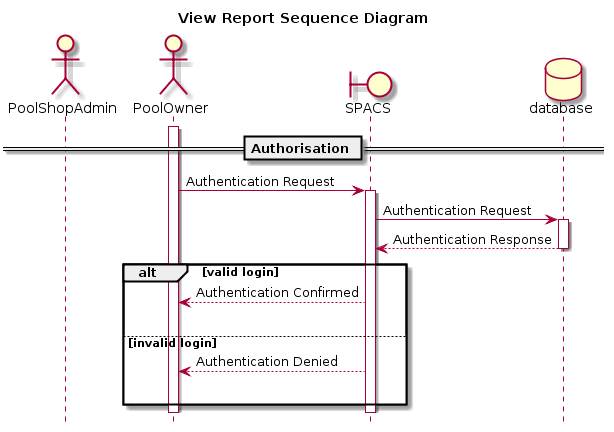 View Report Sequence Diagram
PoolShopAdmin
PoolOwner
SPACS
database
Authorisation
Authentication Request
Authentication Request
Authentication Response
alt
[valid login]
Authentication Confirmed
[invalid login]
Authentication Denied